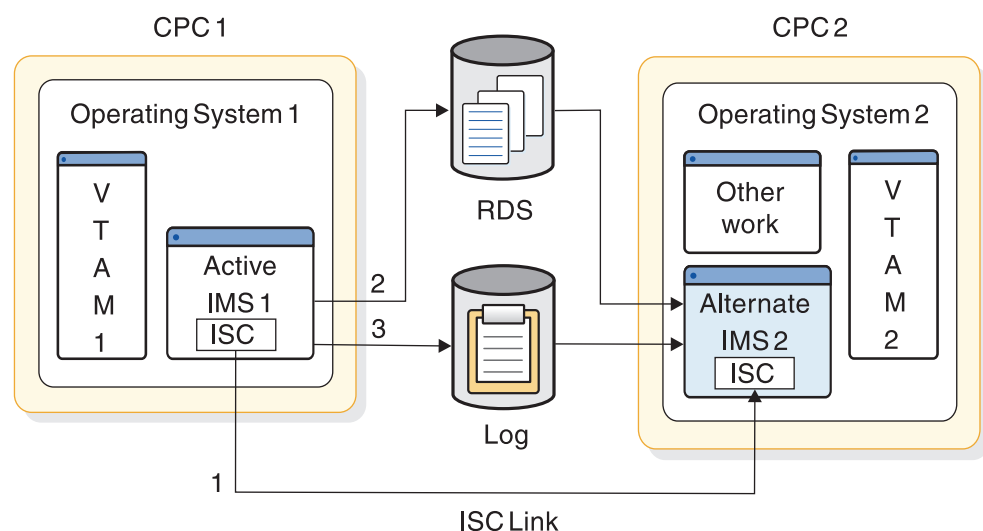 CPC 1
Operating System 1
V
T
A
M
1
Active
IMS 1
ISC
2
3
1
RDS
Log
ISC Link
CPC 2
Operating System 2
Other
work
Alternate
IMS 2
ISC
V
T
A
M
2